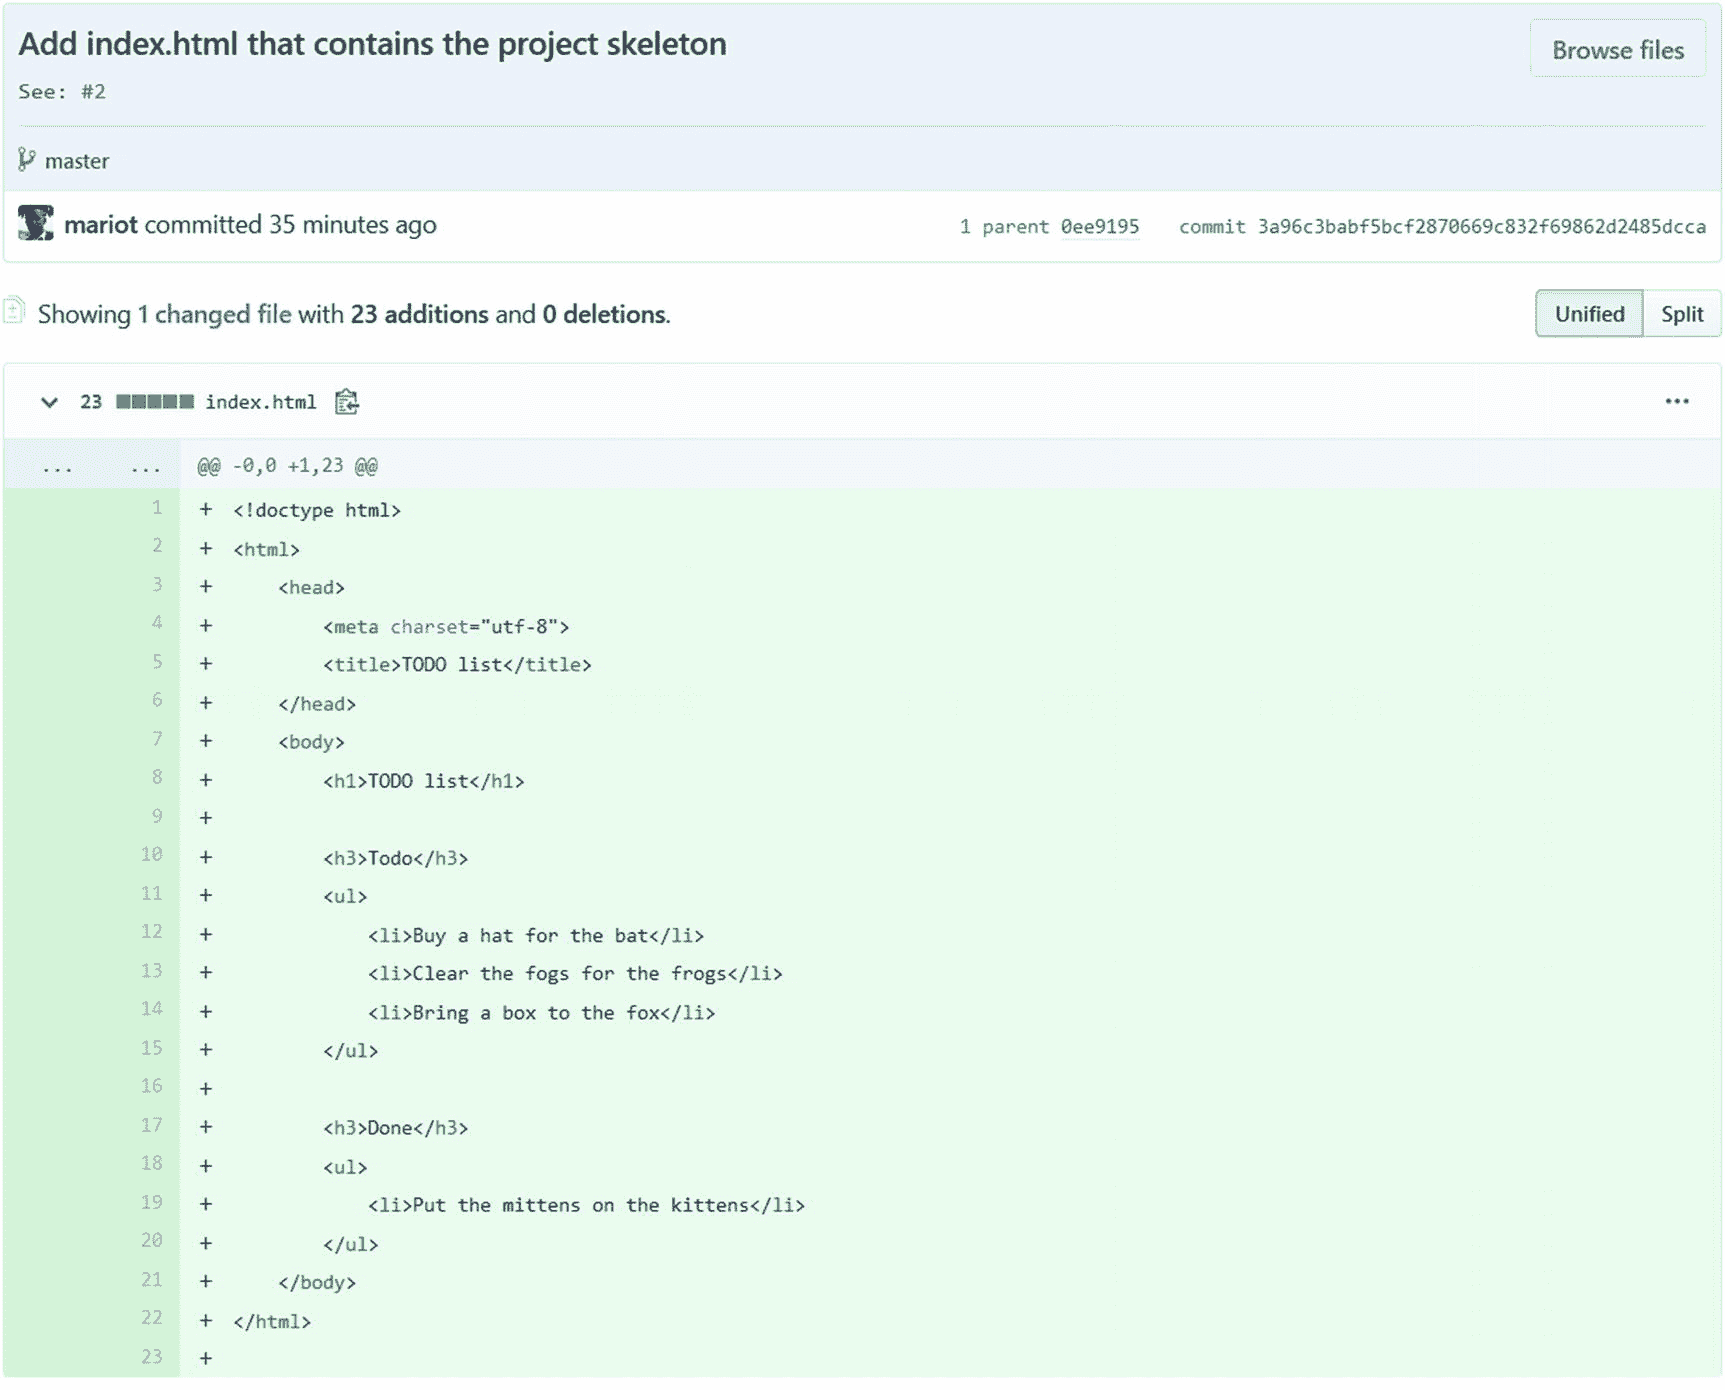 Add index.html that contains the project skeleton
Browse files
See: #2
master
mariot committed 35 minutes ago
1 parent 0ee9195 commit 3a96c3babf5bcf2870669c832f69862d2485dcca
Showing 1 changed file with 23 additions and 0 deletions.
Unified Split
23 index.html
...
... ... @@ -0,0 +1,23 @@
1 + <!doctype html>
2 + <html>
3 + <head>
4 + <meta charset="utf-8">
5 + <title>TODO list</title>
6 + </head>
7 + <body>
8 + <h1>TODO list</h1>
9 +
10 + <h3>Todo</h3>
11 + <ul>
12 + <li>Buy a hat for the bat</li>
13 + <li>Clear the fogs for the frogs</li>
14 + <li>Bring a box to the fox</li>
15 + </ul>
16 +
17 + <h3>Done</h3>
18 + <ul>
19 + <li>Put the mittens on the kittens</li>
20 + </ul>
21 + </body>
22 + </html>
23 +